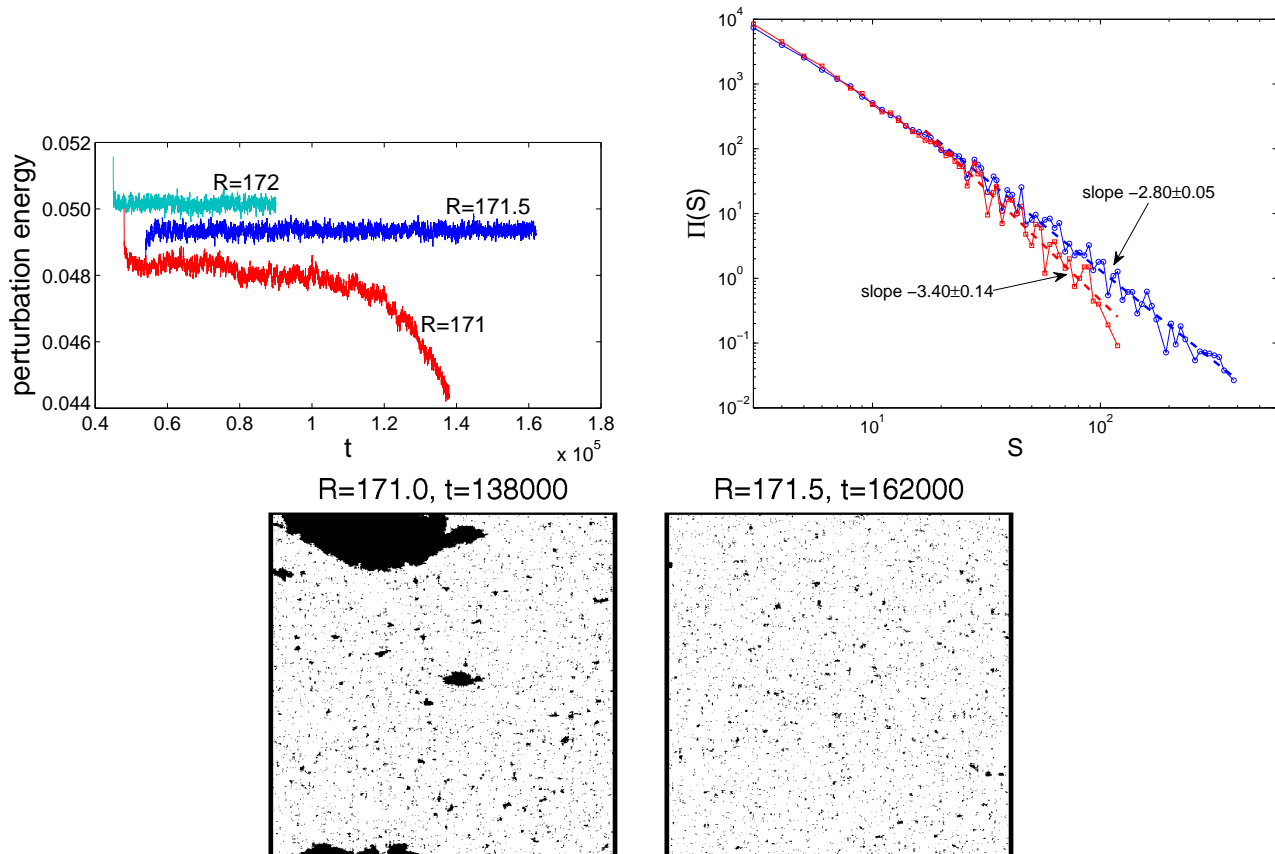 perturbation energy
0.052
0.050
0.048
0.046
0.044
R=172
R=171.5
R=171
0.4
0.6
0.8
1
1.2
1.4
1.6
1.8
t
x 10^5
Π(S)
10^4
10^3
10^2
10^1
10^0
10^−1
10^−2
slope −2.80±0.05
slope −3.40±0.14
10^1
10^2
S
R=171.0, t=138000
R=171.5, t=162000